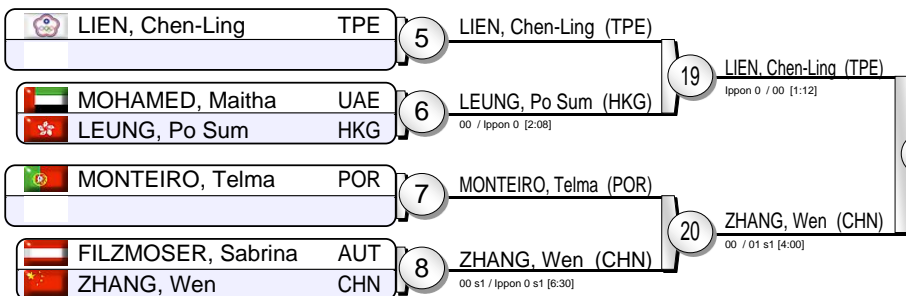 LIEN, Chen-Ling TPE
5
LIEN, Chen-Ling (TPE)
19
LIEN, Chen-Ling (TPE)
Ippon 0 / 00 [1:12]
MOHAMED, Maitha UAE
LEUNG, Po Sum HKG
6
LEUNG, Po Sum (HKG)
00 / Ippon 0 [2:08]
MONTEIRO, Telma POR
7
MONTEIRO, Telma (POR)
20
ZHANG, Wen (CHN)
00 / 01 s1 [4:00]
FILZMOSER, Sabrina AUT
ZHANG, Wen CHN
8
ZHANG, Wen (CHN)
00 s1 / Ippon 0 s1 [6:30]